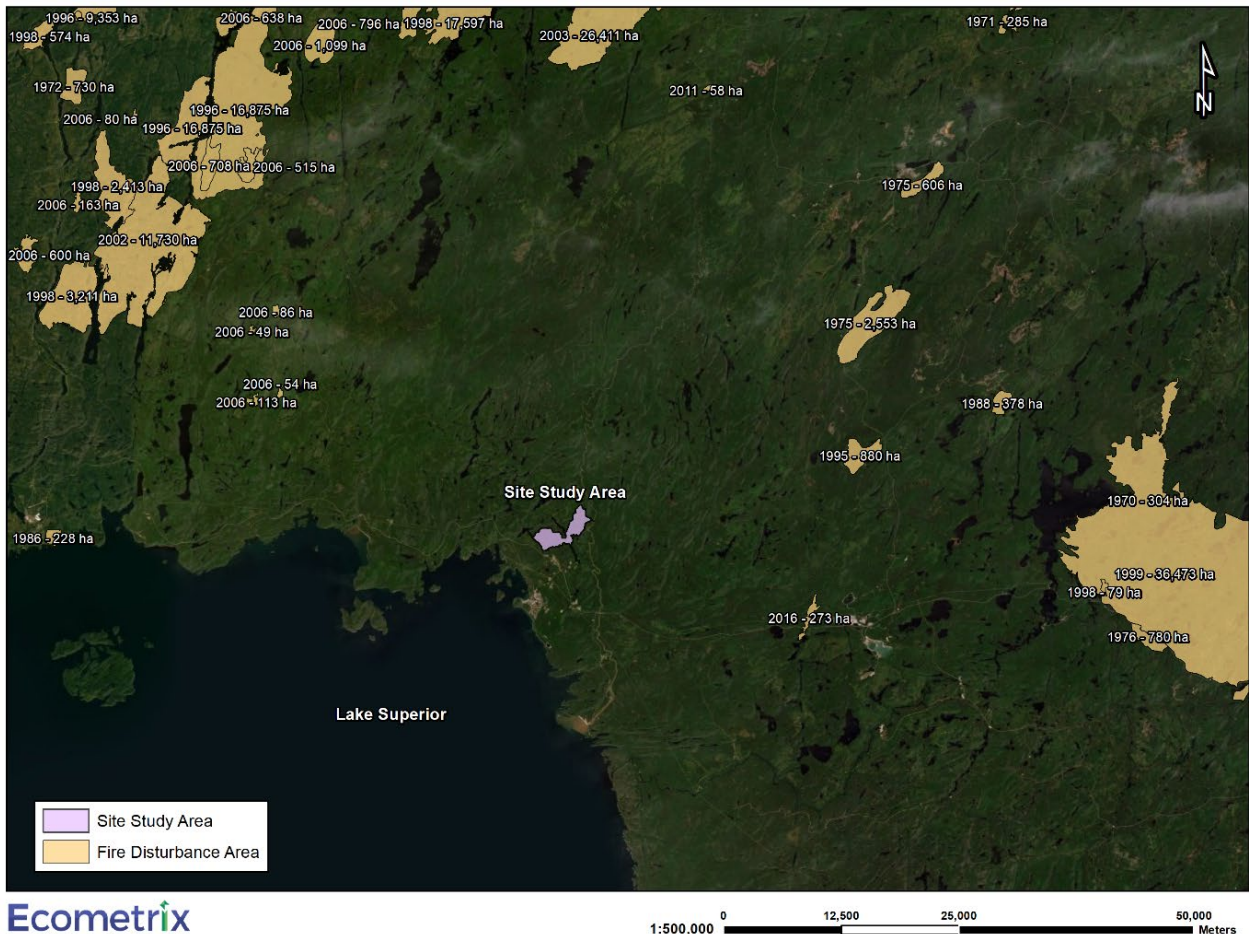 1996 - 9,353 ha
2006 - 638 ha
2006 - 796 ha
1998 - 17,597 ha
1971 - 285 ha
1998 - 574 ha
2006 - 1,099 ha
2003 - 26,411 ha
1972 - 730 ha
2011 - 58 ha
N
1996 - 16,875 ha
2006 - 80 ha
1996 - 16,875 ha
2006 - 708 ha
2006 - 515 ha
1998 - 2,413 ha
1975 - 606 ha
2006 - 163 ha
2002 - 11,730 ha
2006 - 600 ha
1998 - 3,211 ha
2006 - 86 ha
1975 - 2,553 ha
2006 - 49 ha
2006 - 54 ha
2006 - 113 ha
1988 - 378 ha
1995 - 880 ha
Site Study Area
1970 - 304 ha
1986 - 228 ha
1999 - 36,473 ha
1998 - 79 ha
2016 - 273 ha
1976 - 780 ha
Lake Superior
Site Study Area
Fire Disturbance Area
Ecometrix
1:500,000
0 12,500 25,000 50,000
Meters